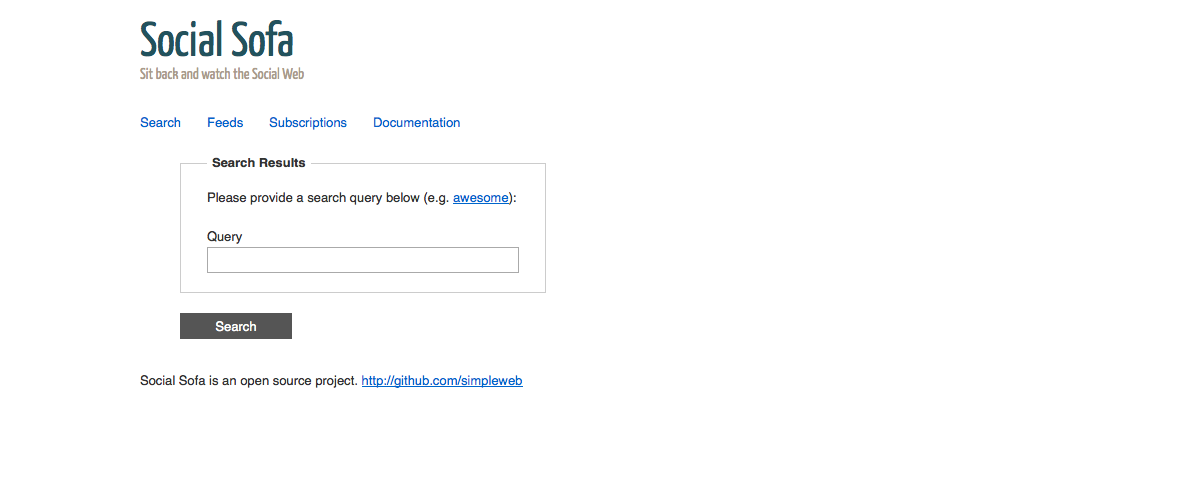 Social Sofa
Sit back and watch the Social Web
Search Feeds Subscriptions Documentation
Search Results
Please provide a search query below (e.g. awesome):
Query
Search
Social Sofa is an open source project. http://github.com/simpleweb